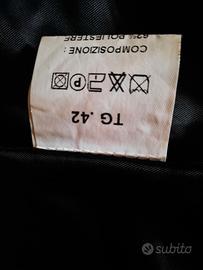 COMPOSIZIONE :
62% POLIESTERE
P
TG .42
subito